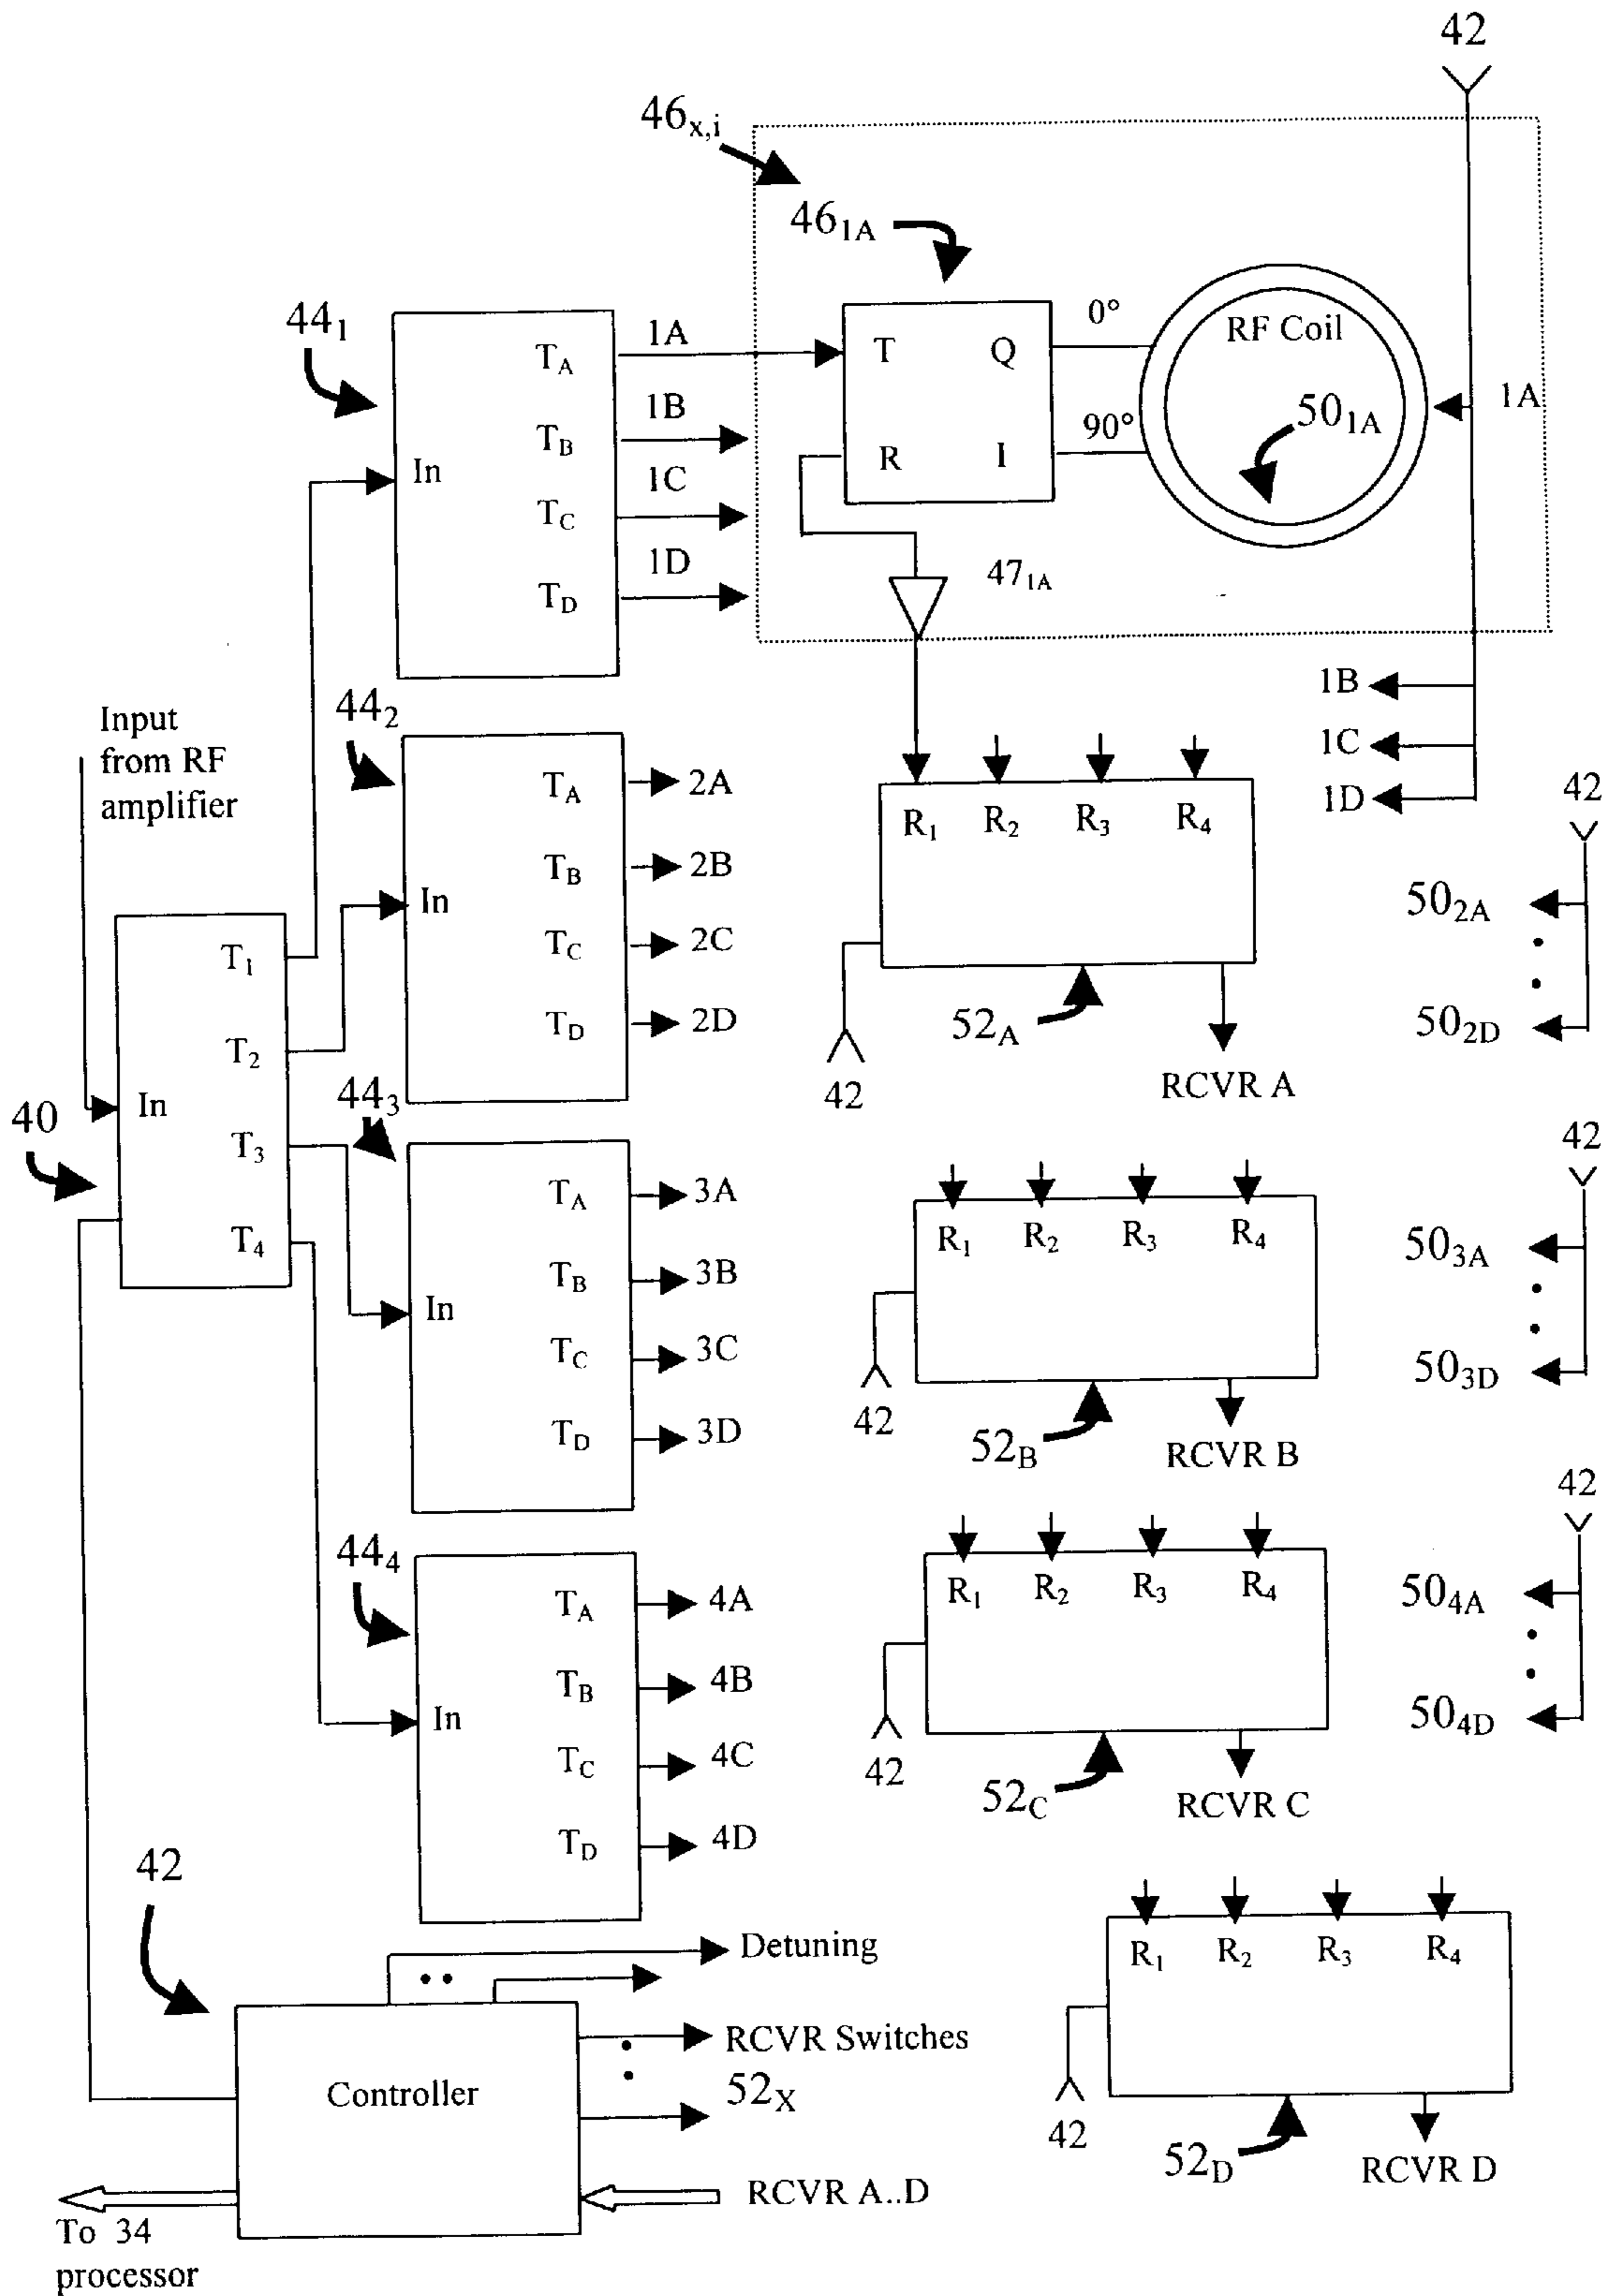 42
46x,i
461A
441
TA
1A
T
Q
0°
RF Coil
1A
TB
1B
In
R
I
90°
501A
TC
1C
TD
1D
471A
1B
1C
1D
Input
from RF
amplifier
442
TA
2A
TB
2B
In
TC
2C
TD
2D
R1
R2
R3
R4
52A
42
RCVR A
42
502A
502D
40
In
T1
T2
T3
T4
443
TA
3A
TB
3B
In
TC
3C
TD
3D
R1
R2
R3
R4
42
52B
RCVR B
42
503A
503D
444
TA
4A
TB
4B
In
TC
4C
TD
4D
R1
R2
R3
R4
42
52C
RCVR C
42
504A
504D
42
Detuning
RCVR Switches
52X
Controller
RCVR A..D
To 34
processor
R1
R2
R3
R4
42
52D
RCVR D